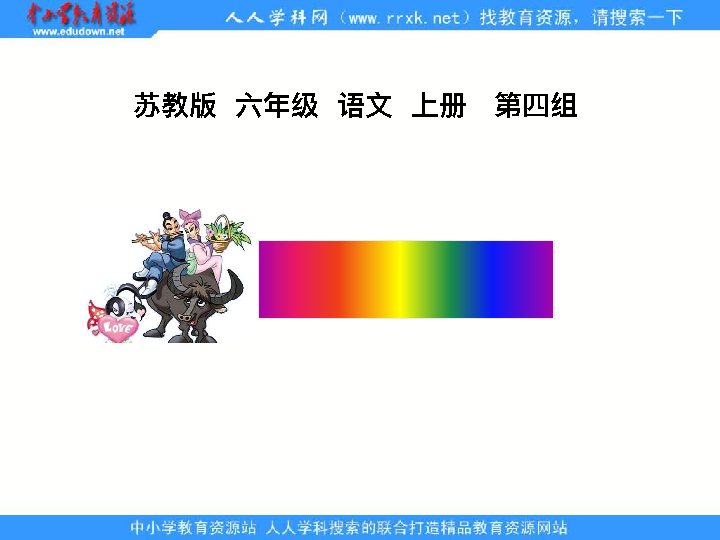 中小学教育资源
www.edudown.net
人人学科网（www.rrxk.net）找教育资源，请搜索一下
苏教版 六年级 语文 上册 第四组
LOVE
中小学教育资源站 人人学科搜索的联合打造精品教育资源网站